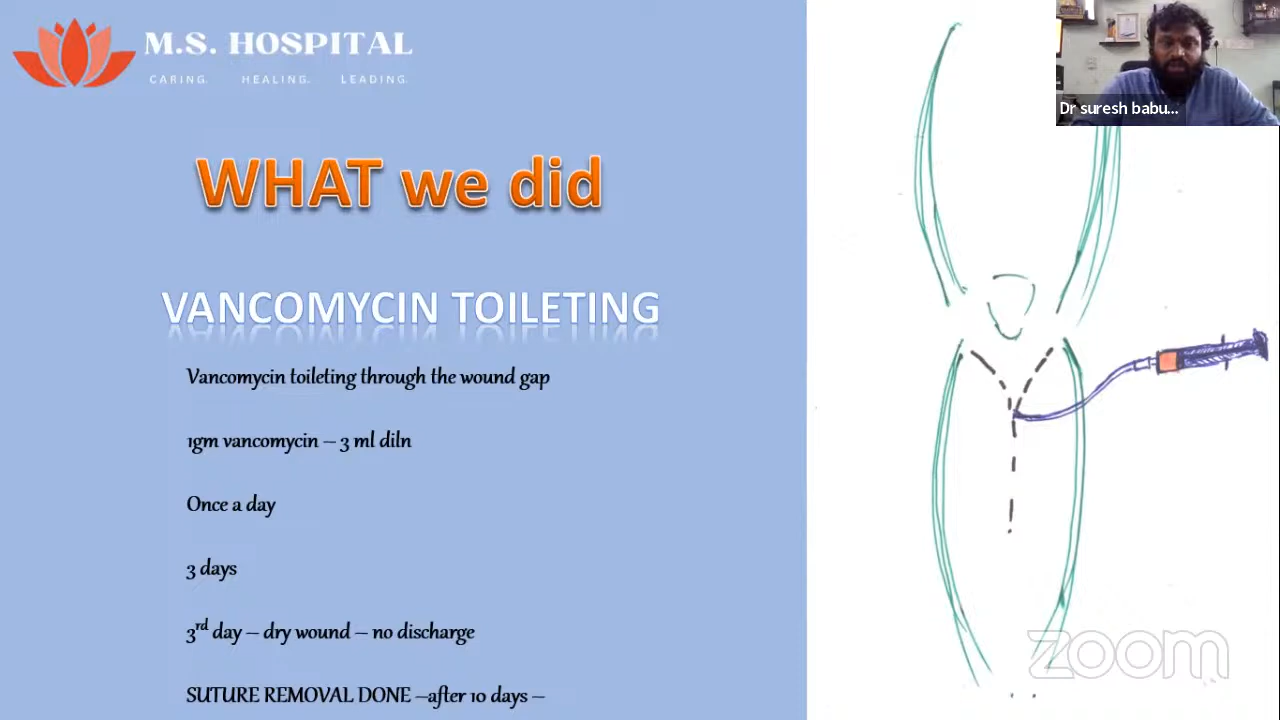 M.S. HOSPITAL
CARING. HEALING. LEADING.
Dr suresh babu...
WHAT we did
VANCOMYCIN TOILETING
Vancomycin toileting through the wound gap
1gm vancomycin – 3 ml diln
Once a day
3 days
3rd day – dry wound – no discharge
SUTURE REMOVAL DONE –after 10 days –
zoom